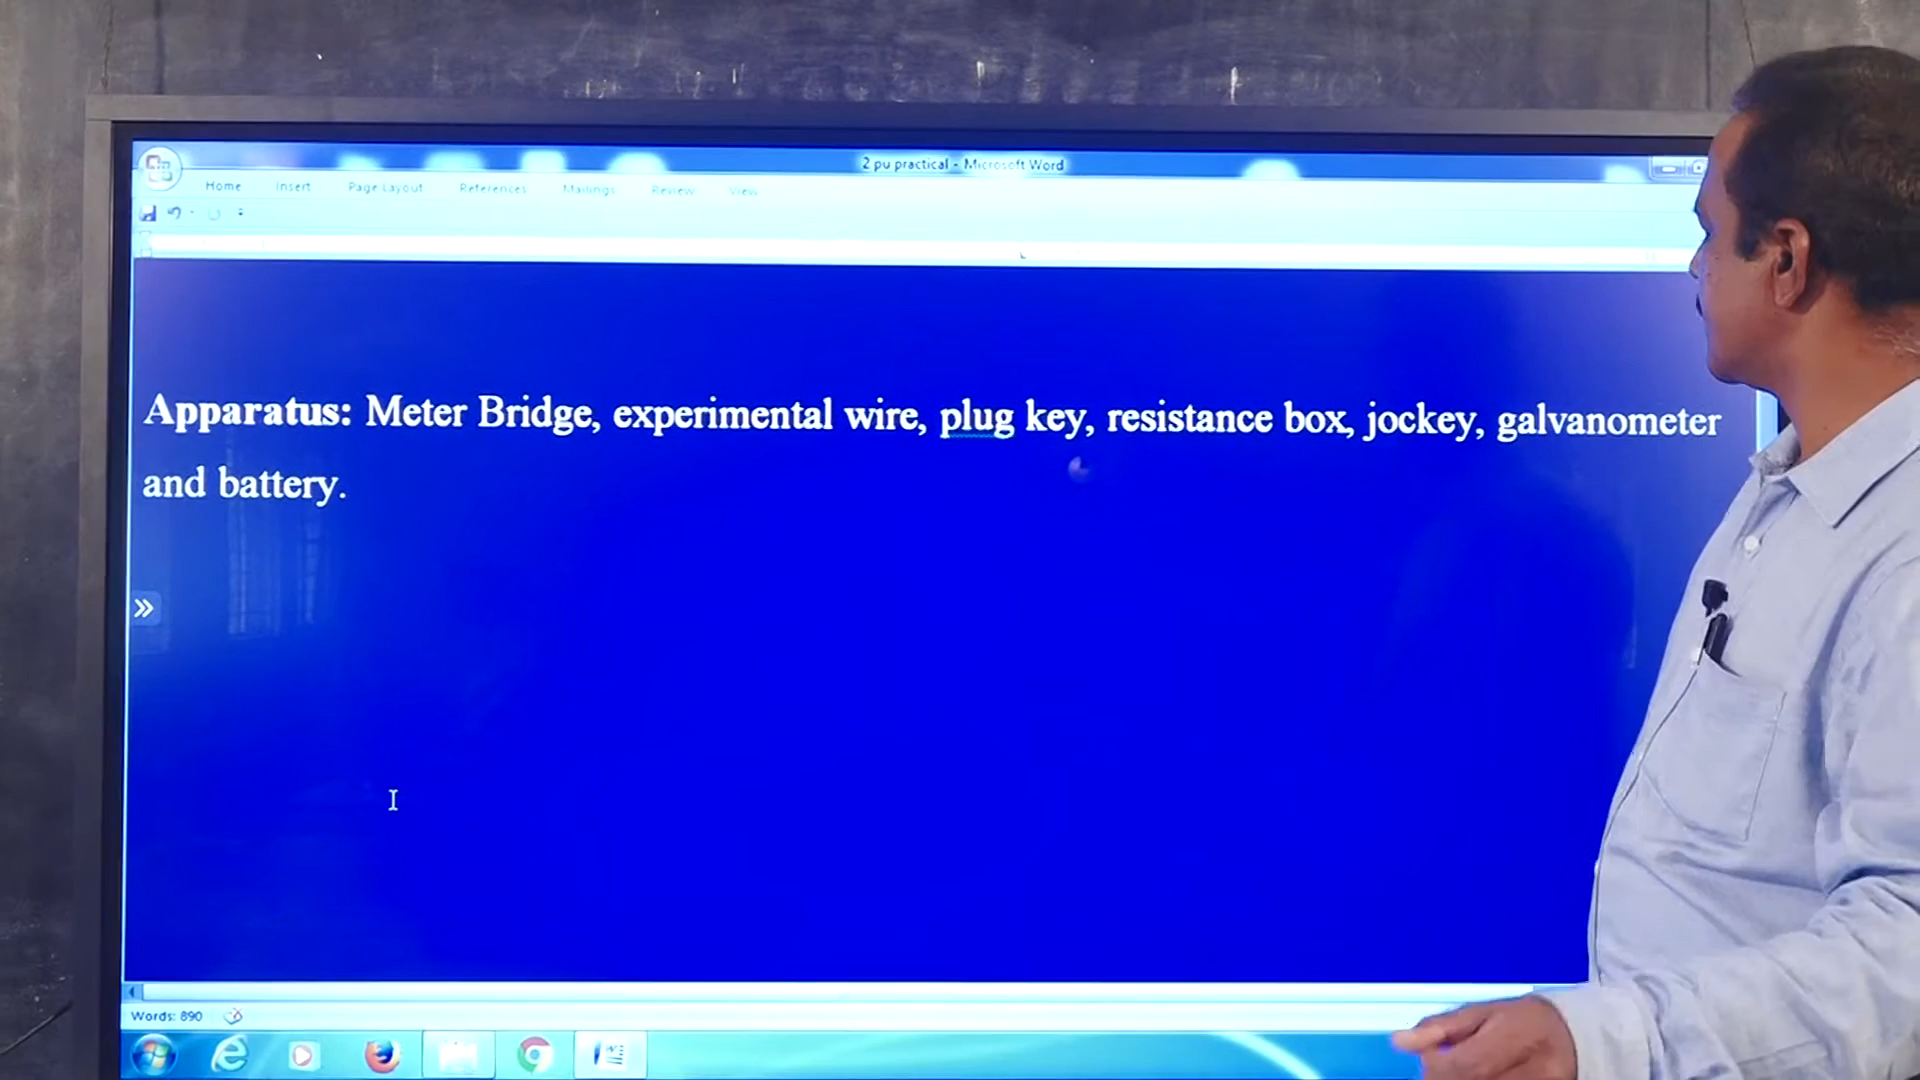 2 pu practical - Microsoft Word
Home Insert Page Layout References Mailings Review View
Apparatus: Meter Bridge, experimental wire, plug key, resistance box, jockey, galvanometer
and battery.
Words: 890